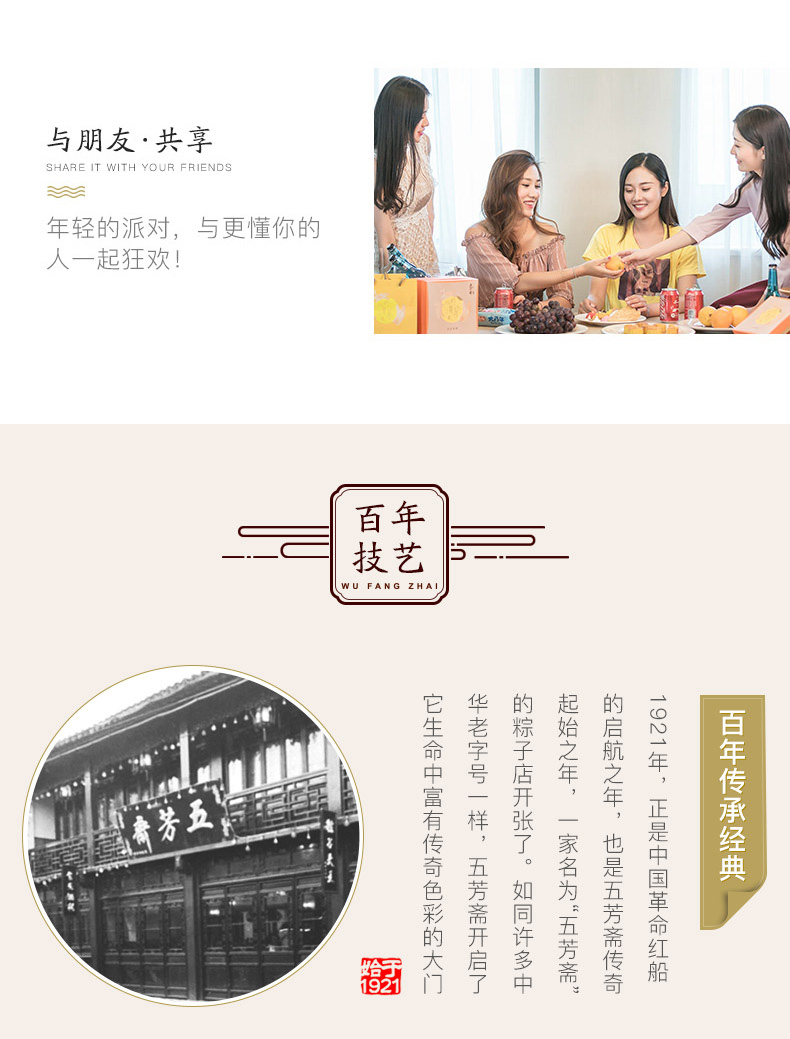 与朋友·共享
SHARE IT WITH YOUR FRIENDS
年轻的派对，与更懂你的
人一起狂欢！
百年
技艺
WU FANG ZHAI
百年传承经典
1921年，正是中国革命红船
的启航之年，也是五芳斋传奇
起始之年，一家名为“五芳斋”
的粽子店开张了。如同许多中
华老字号一样，五芳斋开启了
它生命中富有传奇色彩的大门
始于
1921
五芳斋